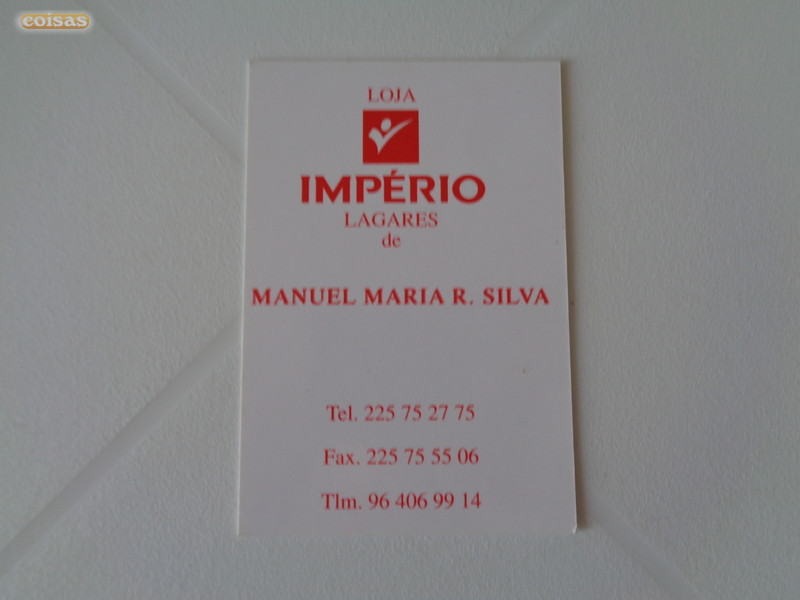 coisas
LOJA
IMPÉRIO
LAGARES
de
MANUEL MARIA R. SILVA
Tel. 225 75 27 75
Fax. 225 75 55 06
Tlm. 96 406 99 14